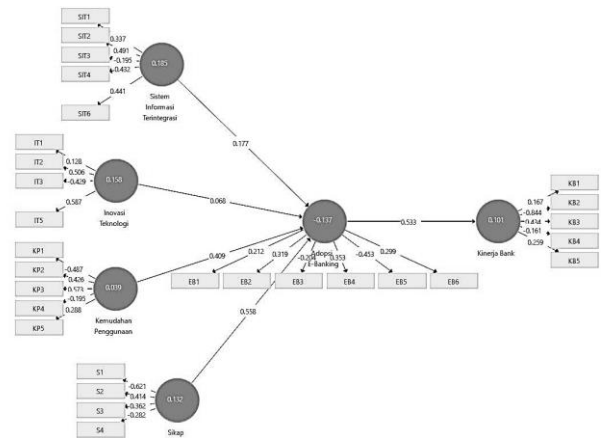 SIT1
SIT2
SIT3
SIT4
SIT6
0.337
0.491
-0.195
0.432
0.441
0.185
Sistem
Informasi
Terintegrasi
0.177
IT1
IT2
IT3
IT5
0.128
0.506
-0.429
0.587
0.158
Inovasi
Teknologi
0.068
KP1
KP2
KP3
KP4
KP5
-0.487
0.426
0.573
-0.195
0.288
0.039
Kemudahan
Penggunaan
0.409
S1
S2
S3
S4
-0.621
0.414
-0.362
-0.282
0.132
Sikap
0.558
-0.137
Adopsi
E-Banking
0.212
0.319
0.353
-0.453
0.299
EB1
EB2
EB3
EB4
EB5
EB6
0.533
0.101
Kinerja Bank
0.167
-0.844
-0.161
0.259
KB1
KB2
KB3
KB4
KB5